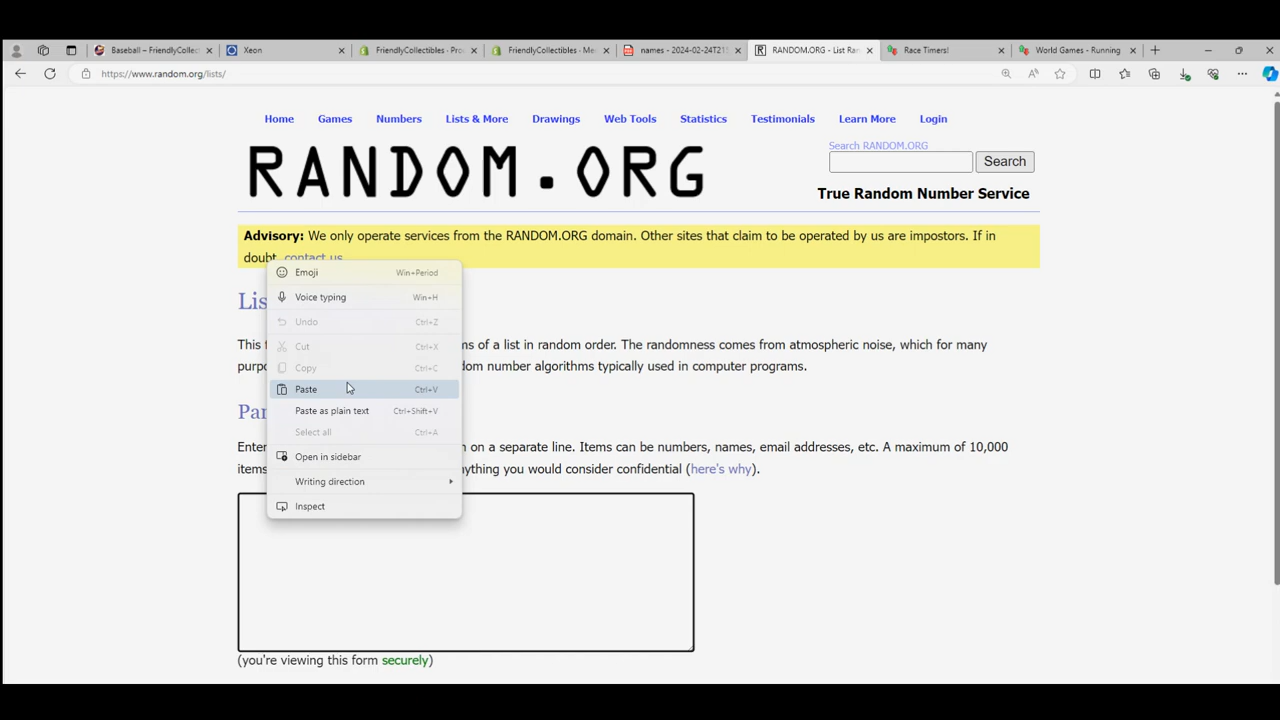 Baseball – FriendlyCollect
Xeon
FriendlyCollectibles - Pro
FriendlyCollectibles - Me
names - 2024-02-24T21
RANDOM.ORG - List Ra
Race Timers!
World Games - Running
https://www.random.org/lists/
Home Games Numbers Lists & More Drawings Web Tools Statistics Testimonials Learn More Login
RANDOM.ORG
Search RANDOM.ORG
Search
True Random Number Service
Advisory: We only operate services from the RANDOM.ORG domain. Other sites that claim to be operated by us are impostors. If in
doubt, contact us
Emoji Win+Period
Voice typing Win+H
Lis
Undo Ctrl+Z
This ms of a list in random order. The randomness comes from atmospheric noise, which for many
Cut Ctrl+X
purp dom number algorithms typically used in computer programs.
Copy Ctrl+C
Paste Ctrl+V
Par
Paste as plain text Ctrl+Shift+V
Select all Ctrl+A
Enter on a separate line. Items can be numbers, names, email addresses, etc. A maximum of 10,000
Open in sidebar
items nything you would consider confidential (here's why).
Writing direction
Inspect
(you're viewing this form securely)